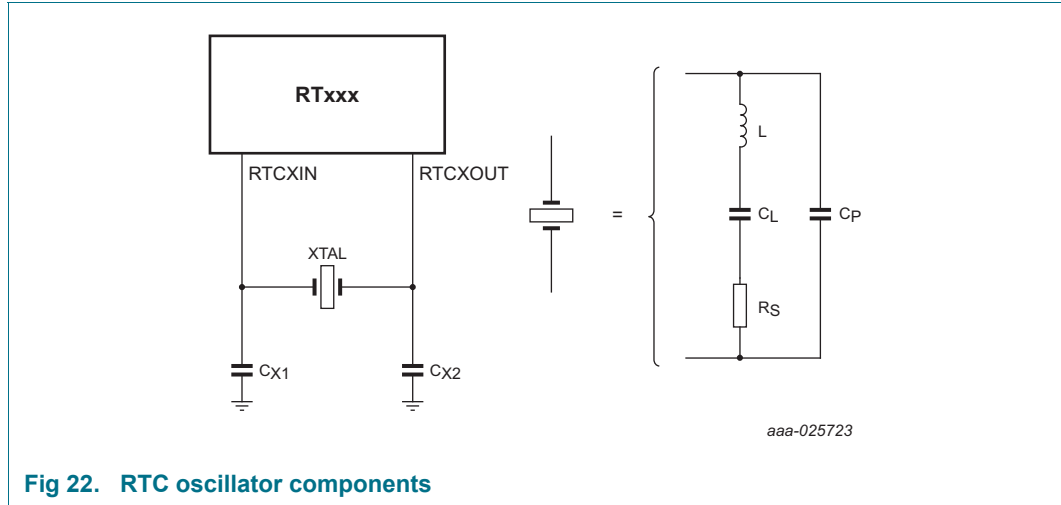 RTxxx
RTCXIN
RTCXOUT
XTAL
CX1
CX2
=
L
CL
CP
RS
aaa-025723
Fig 22. RTC oscillator components